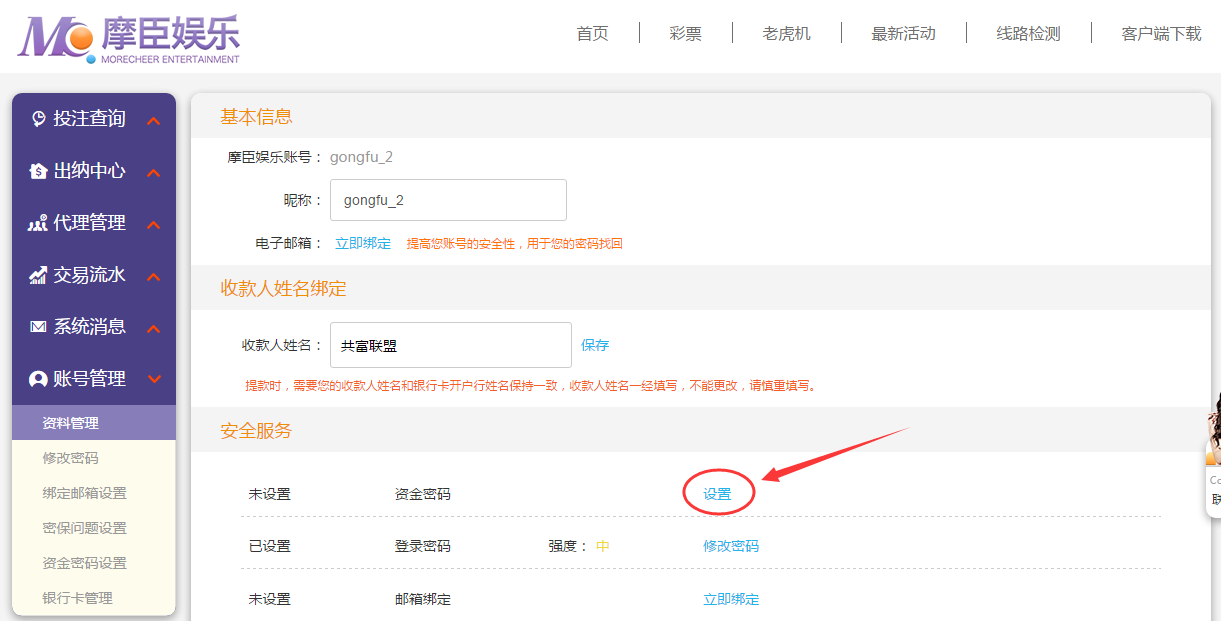 Mo 摩臣娱乐
MORECHEER ENTERTAINMENT
首页 彩票 老虎机 最新活动 线路检测 客户端下载
投注查询
出纳中心
代理管理
交易流水
系统消息
账号管理
资料管理
修改密码
绑定邮箱设置
密保问题设置
资金密码设置
银行卡管理
基本信息
摩臣娱乐账号： gongfu_2
昵称： gongfu_2
电子邮箱： 立即绑定 提高您账号的安全性，用于您的密码找回
收款人姓名绑定
收款人姓名： 共富联盟 保存
提款时，需要您的收款人姓名和银行卡开户行姓名保持一致，收款人姓名一经填写，不能更改，请慎重填写。
安全服务
未设置 资金密码 设置
已设置 登录密码 强度： 中 修改密码
未设置 邮箱绑定 立即绑定